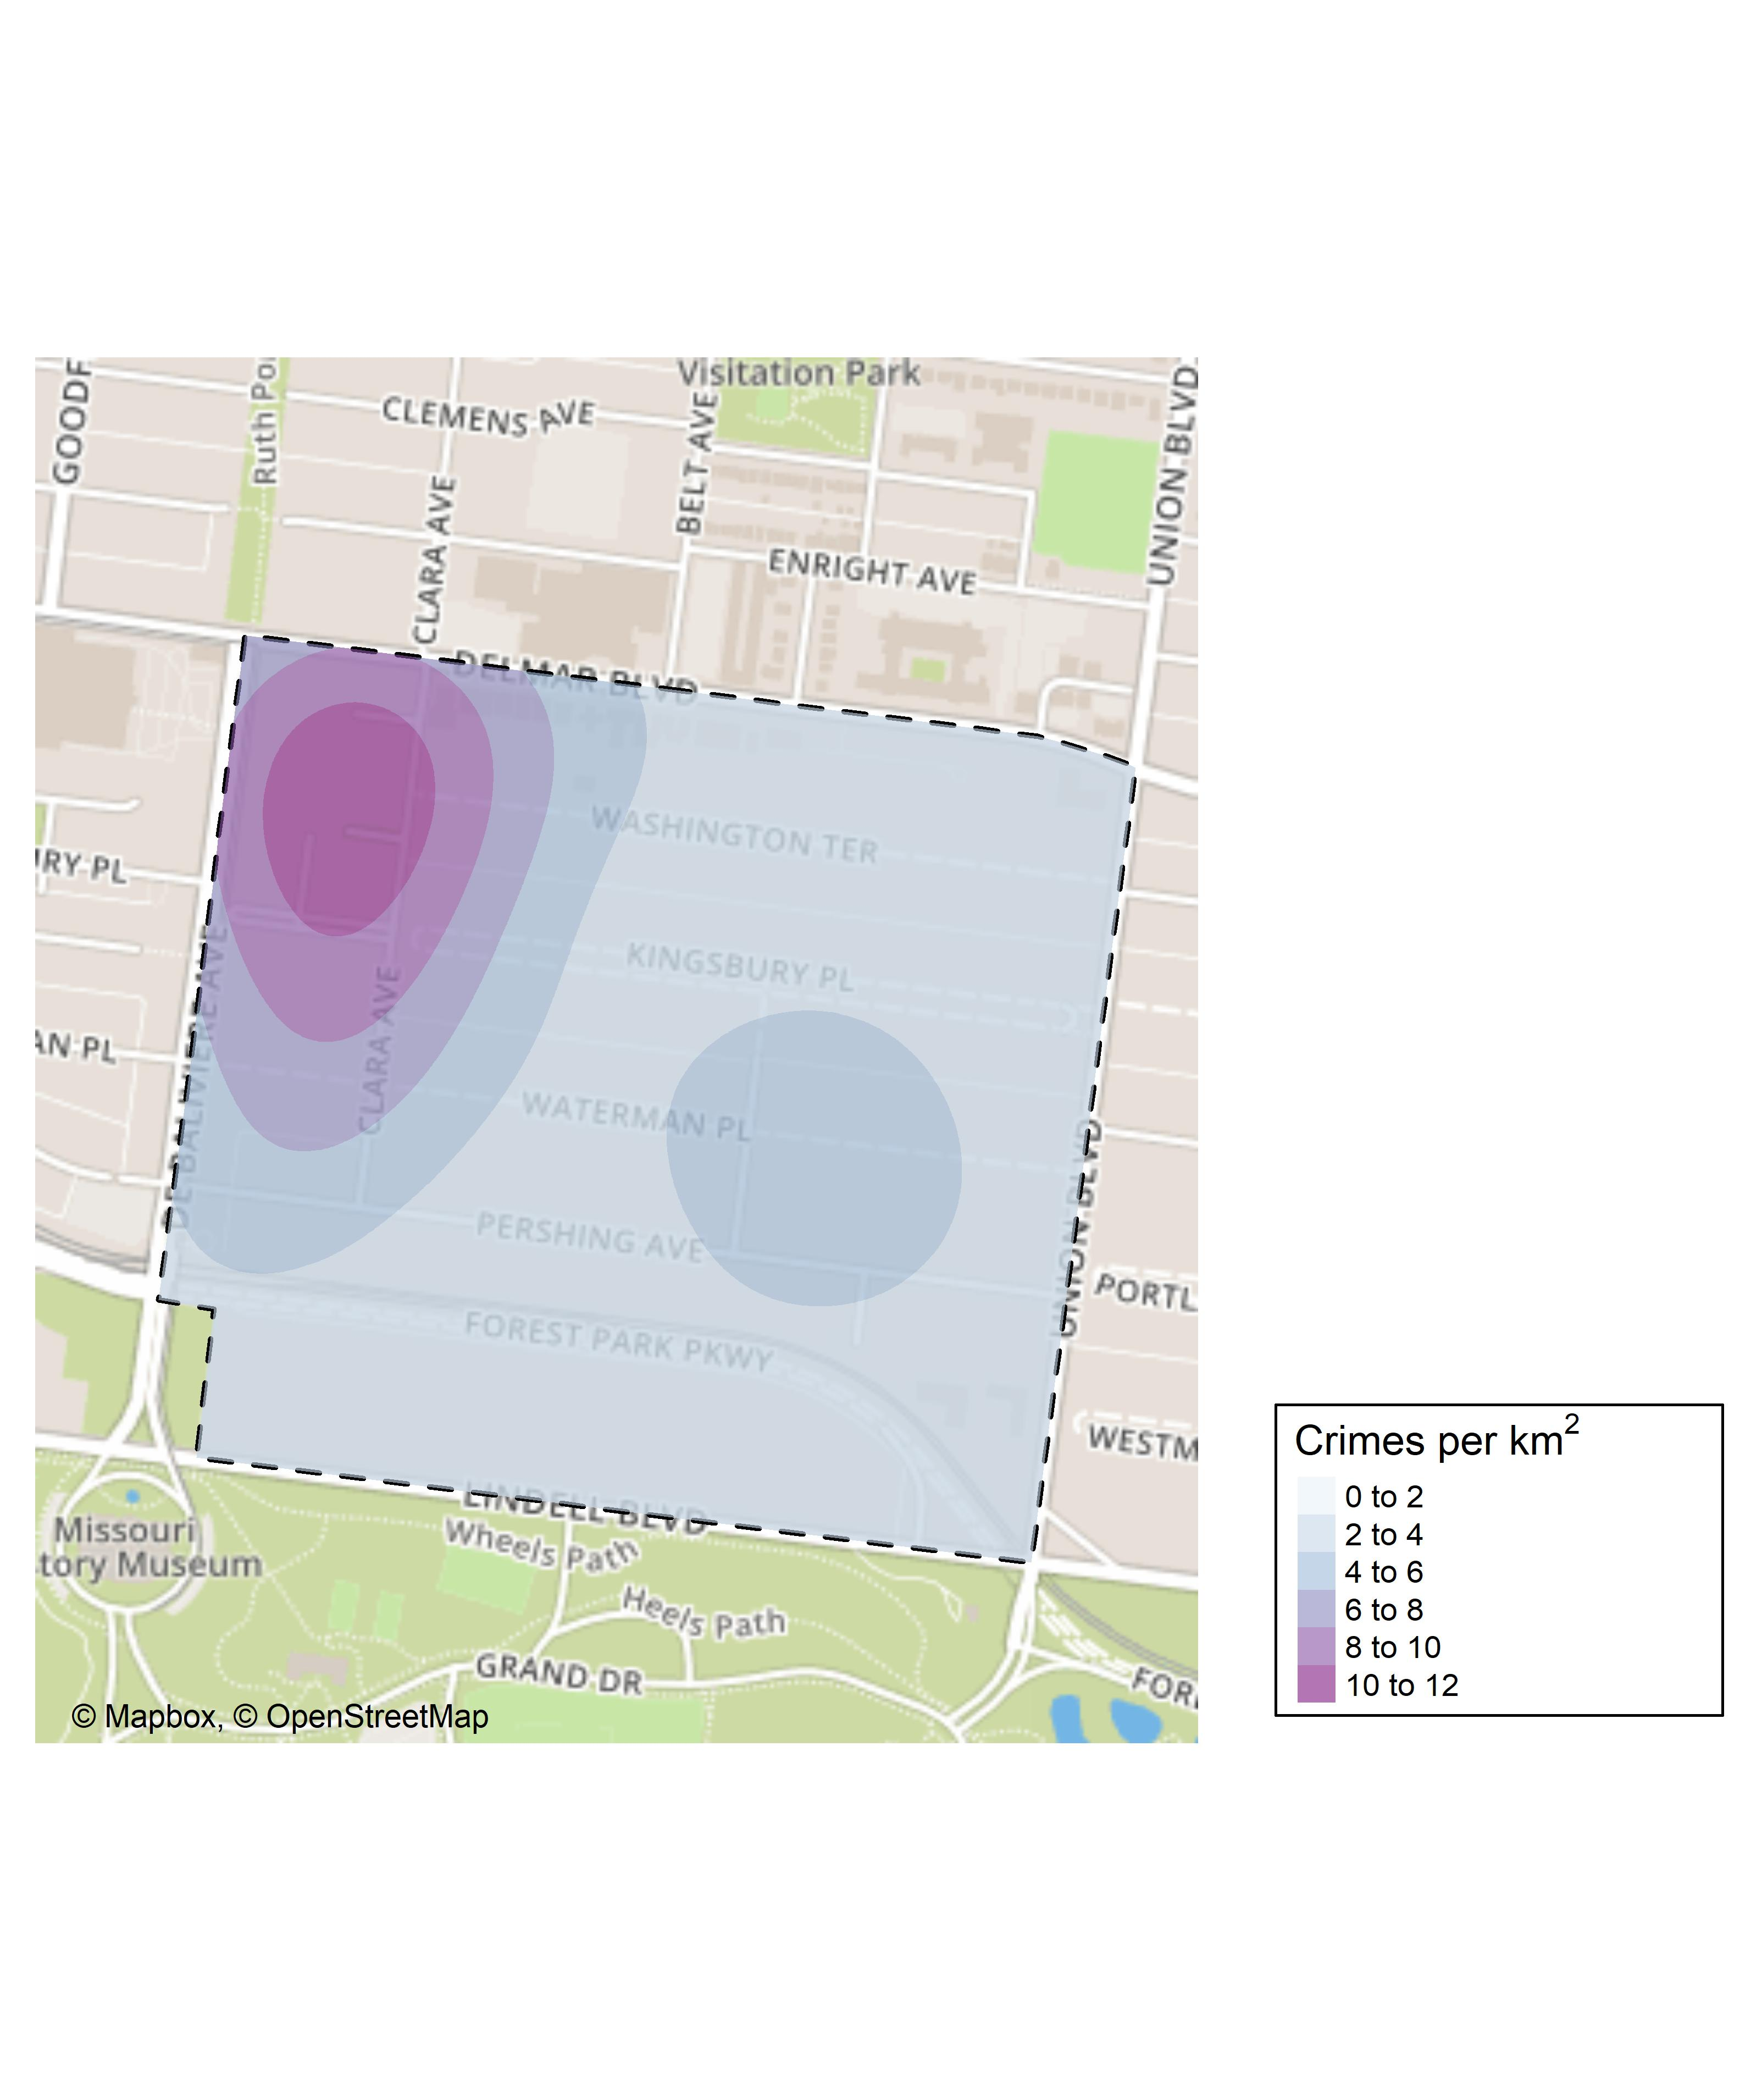 Visitation Park
GOODF
Ruth Po
CLEMENS AVE
BELT AVE
UNION BLVD
CLARA AVE
ENRIGHT AVE
DELMAR BLVD
WASHINGTON TER
RY PL
KINGSBURY PL
DEBALIVIERE AVE
CLARA AVE
AN PL
WATERMAN PL
UNION BLVD
PERSHING AVE
PORTL
FOREST PARK PKWY
WESTM
LINDELL BLVD
Wheels Path
Missouri
tory Museum
Heels Path
GRAND DR
FOR
© Mapbox, © OpenStreetMap
Crimes per km²
0 to 2
2 to 4
4 to 6
6 to 8
8 to 10
10 to 12